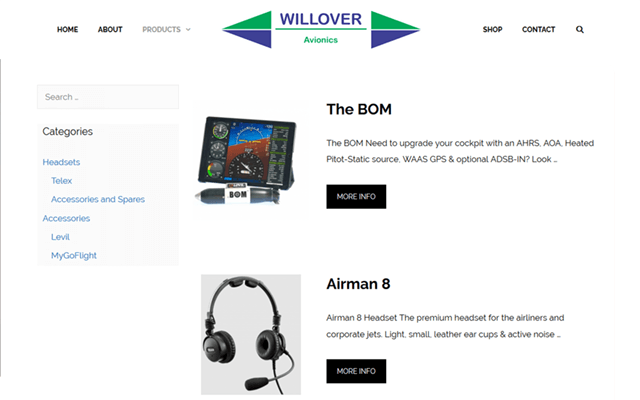 HOME
ABOUT
PRODUCTS
WILLOVER
Avionics
SHOP
CONTACT
Search ...
Categories
Headsets
Telex
Accessories and Spares
Accessories
Levil
MyGoFlight
BOM
The BOM
The BOM Need to upgrade your cockpit with an AHRS, AOA, Heated
Pitot-Static source, WAAS GPS & optional ADSB-IN? Look ...
MORE INFO
Airman 8
Airman 8 Headset The premium headset for the airliners and
corporate jets. Light, small, leather ear cups & active noise ...
MORE INFO